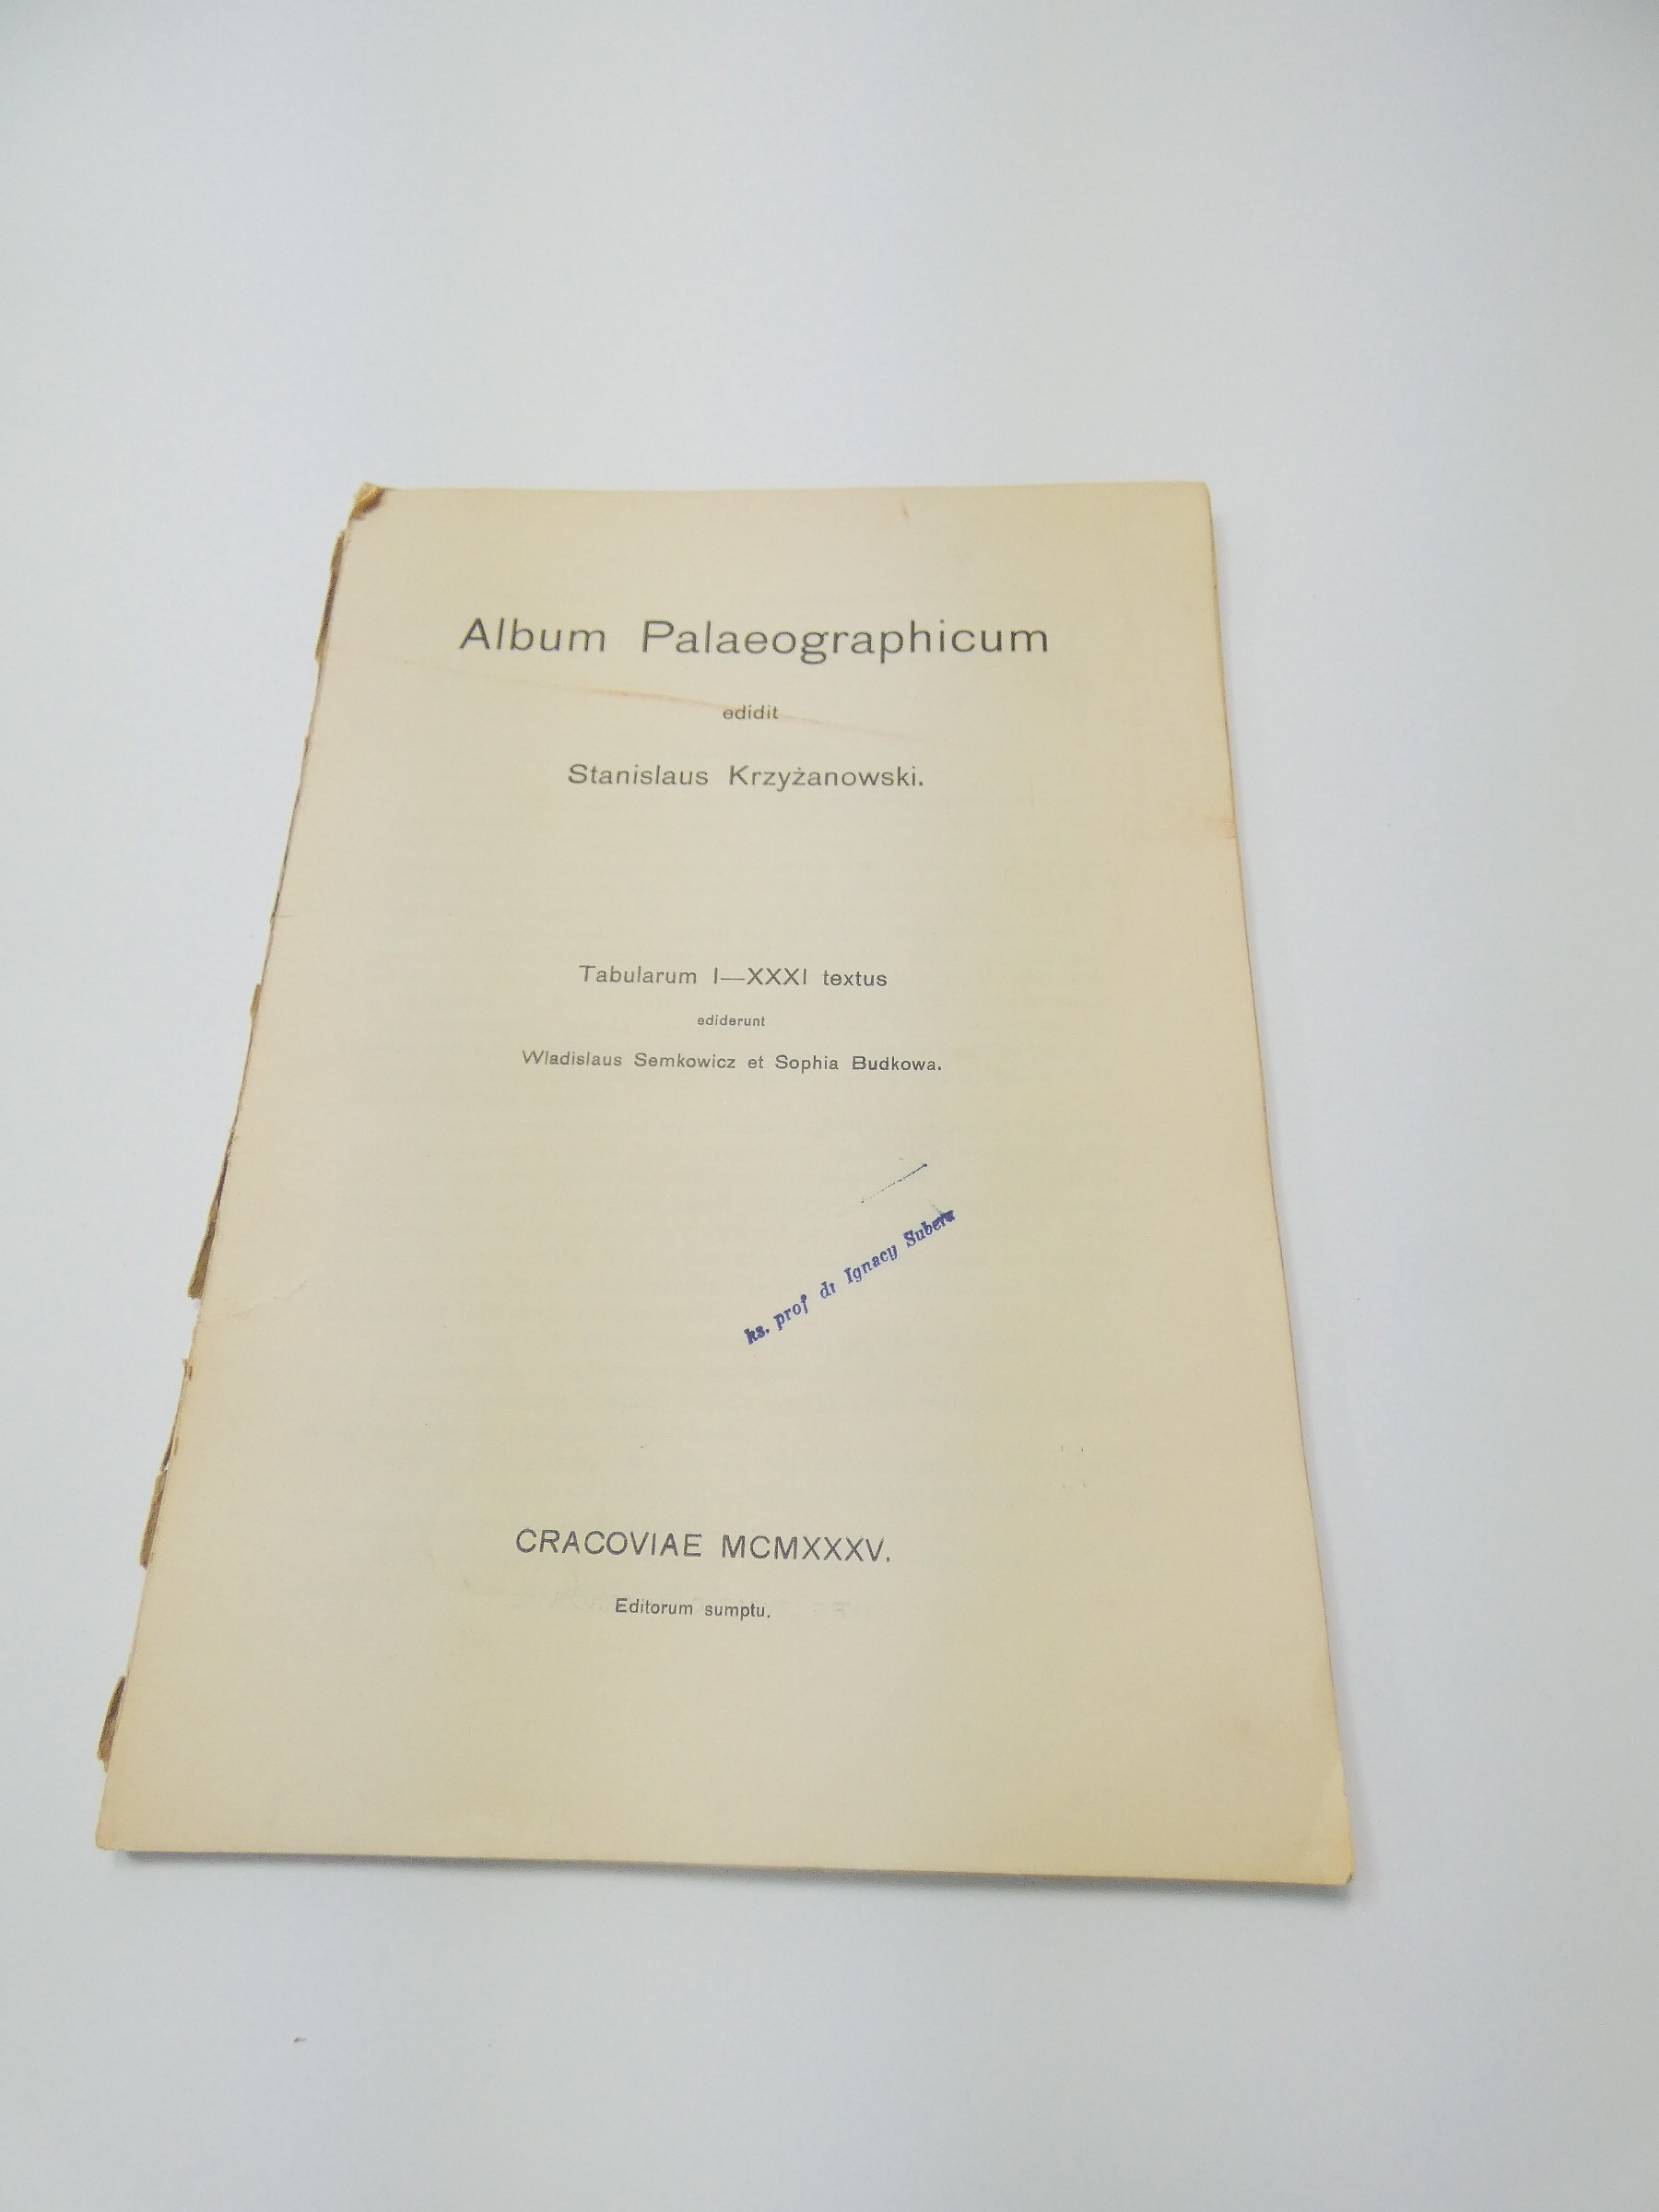 Album Palaeographicum
edidit
Stanislaus Krzyżanowski.
Tabularum I—XXXI textus
ediderunt
Wladislaus Semkowicz et Sophia Budkowa.
ks. prof dr Ignacy Subera
CRACOVIAE MCMXXXV.
Editorum sumptu.